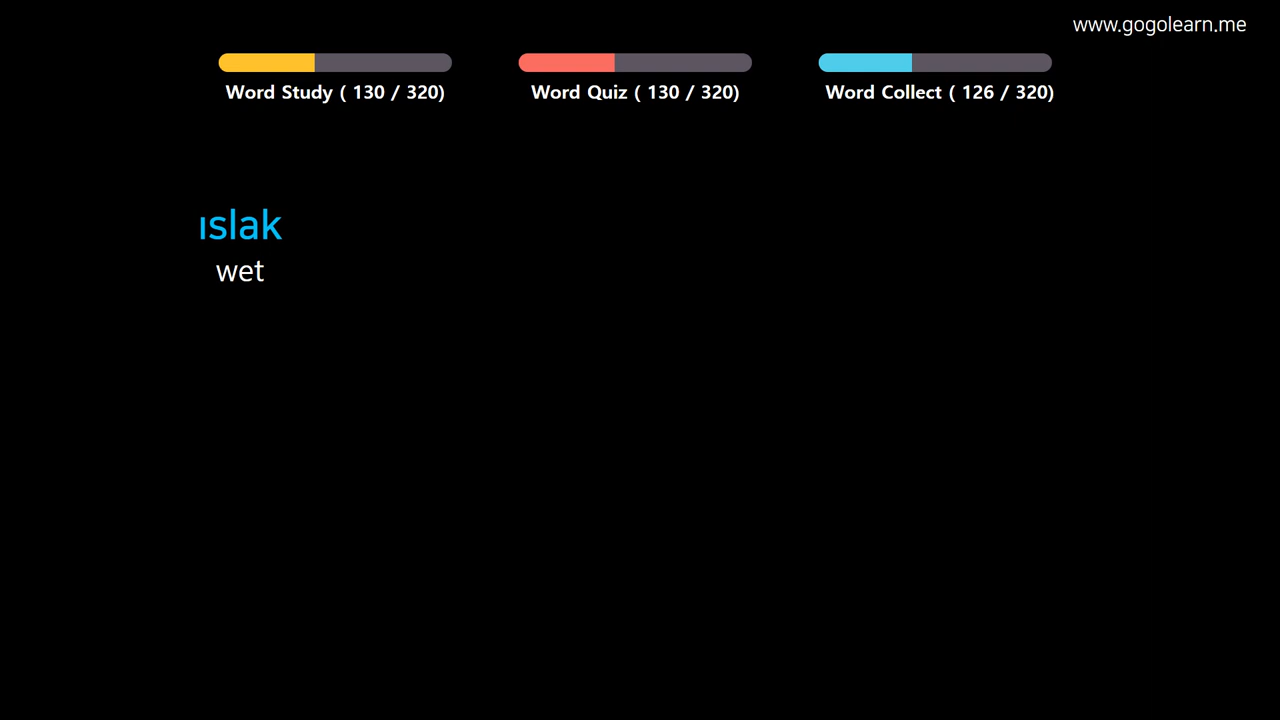 www.gogolearn.me
Word Study ( 130 / 320)
Word Quiz ( 130 / 320)
Word Collect ( 126 / 320)
ıslak
wet